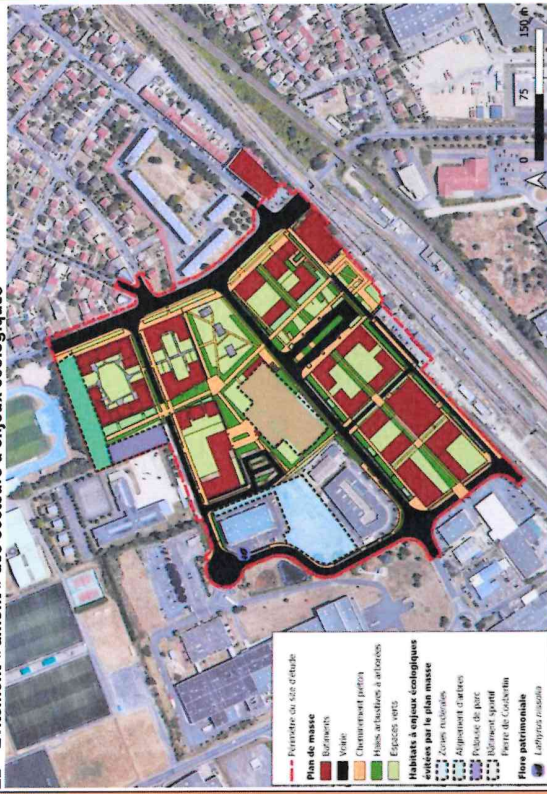 Périmètre du site d'étude
Plan de masse
Bâtiments
Voirie
Cheminement piéton
Haies arbustives à arborées
Espaces verts
Habitats à enjeux écologiques
évitées par le plan masse
Zones rudérales
Alignement d'arbres
Pelouse de parc
Bâtiment sportif
Pierre de Coubertin
Flore patrimoniale
Lathyrus nissolia
0 75 150 m